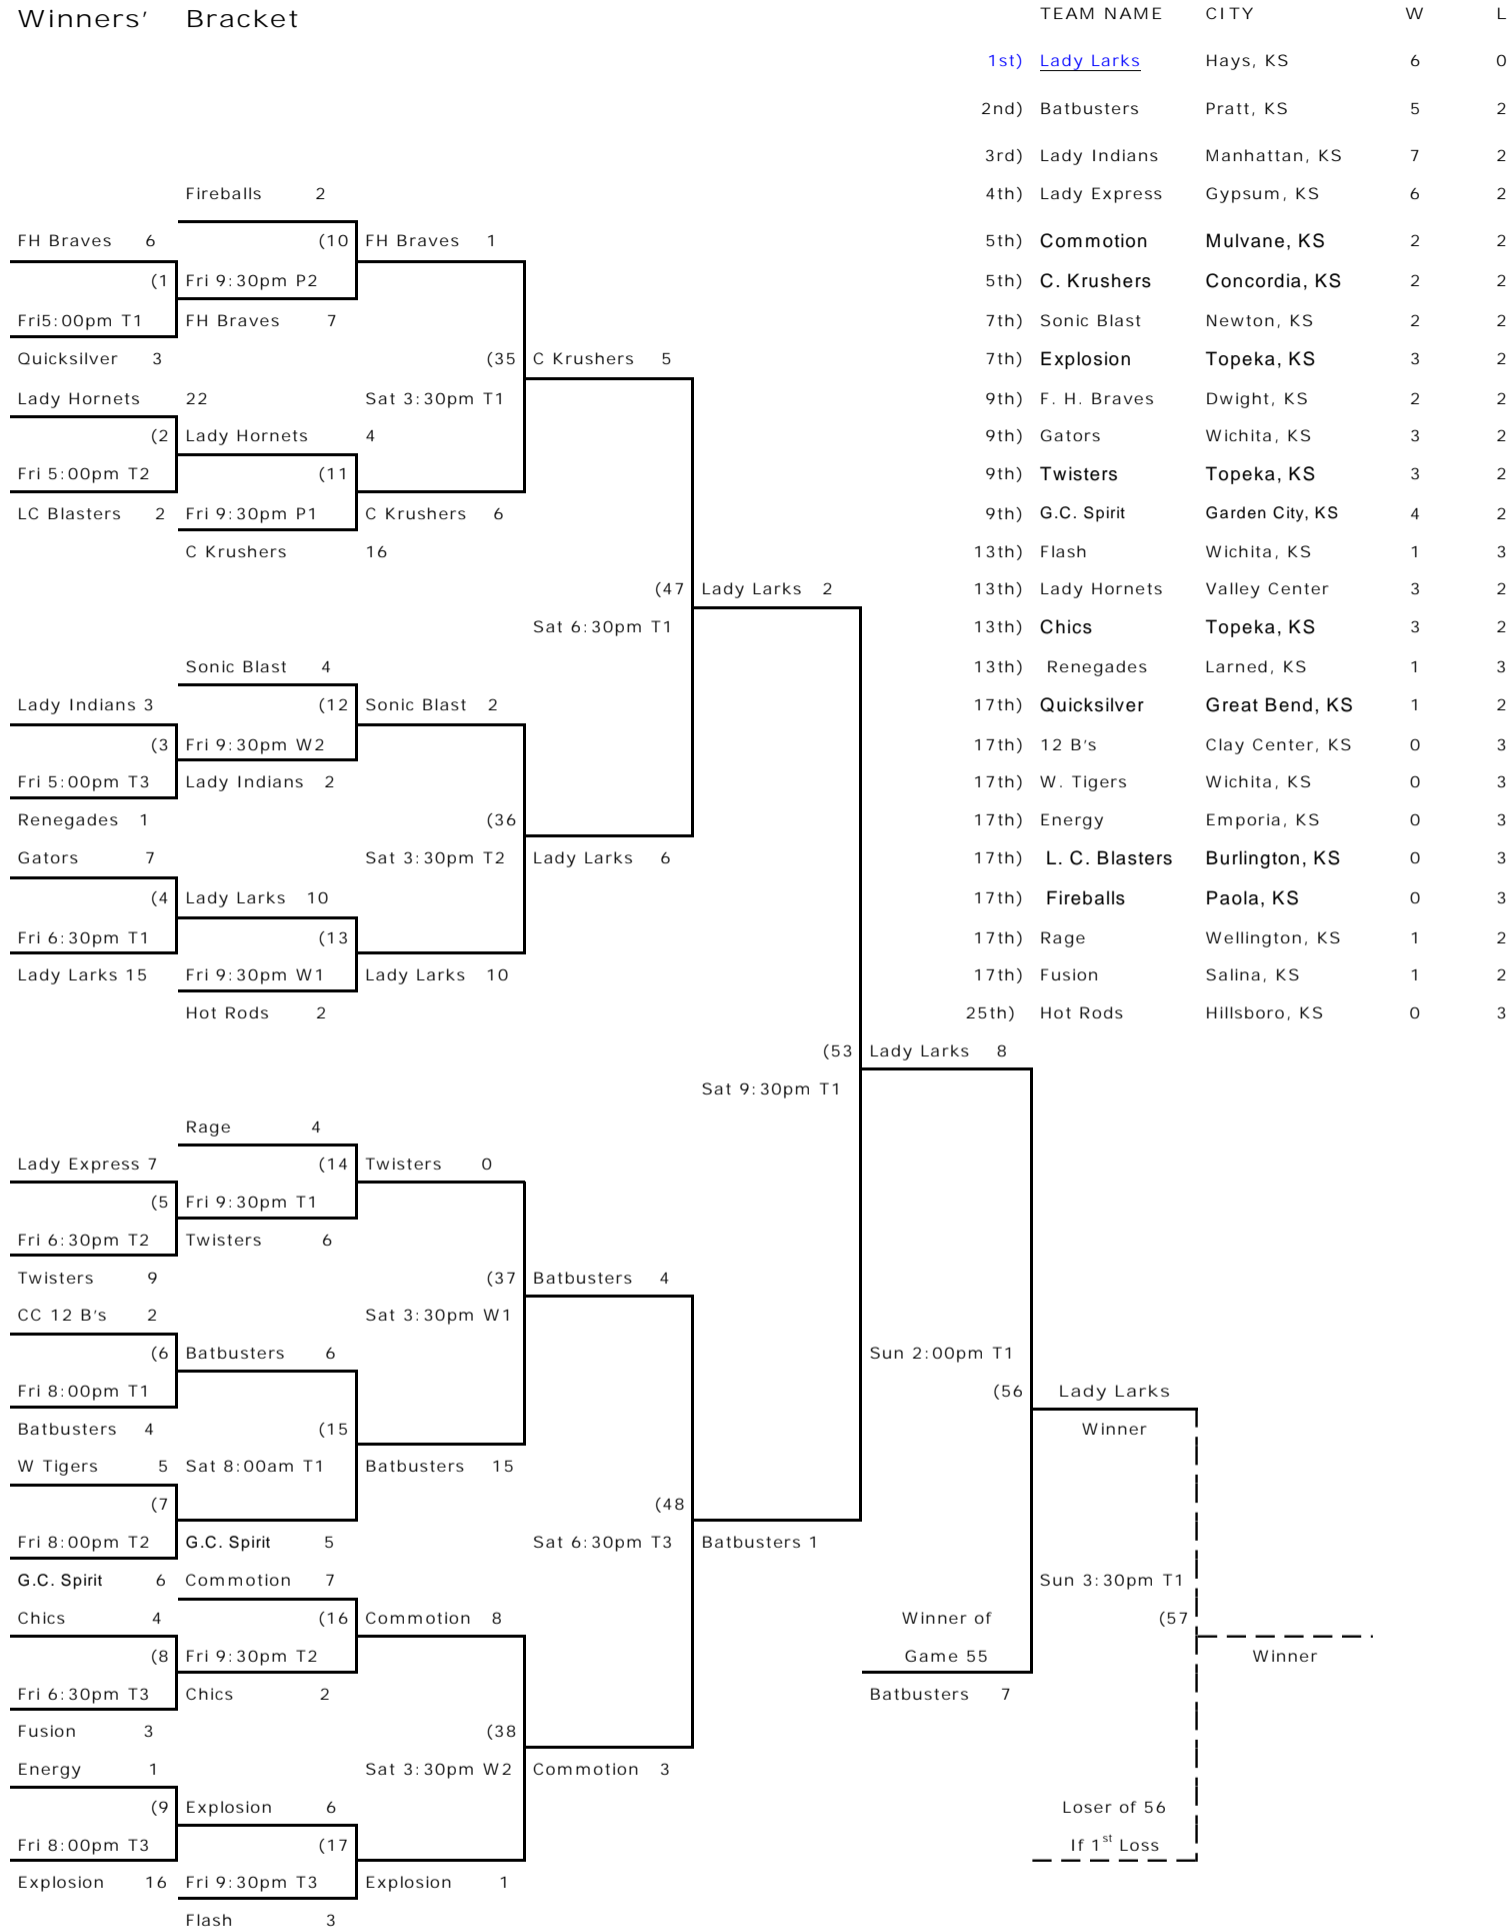 Winners' Bracket
TEAM NAME CITY W L
1st) Lady Larks Hays, KS 6 0
2nd) Batbusters Pratt, KS 5 2
3rd) Lady Indians Manhattan, KS 7 2
4th) Lady Express Gypsum, KS 6 2
5th) Commotion Mulvane, KS 2 2
5th) C. Krushers Concordia, KS 2 2
7th) Sonic Blast Newton, KS 2 2
7th) Explosion Topeka, KS 3 2
9th) F. H. Braves Dwight, KS 2 2
9th) Gators Wichita, KS 3 2
9th) Twisters Topeka, KS 3 2
9th) G.C. Spirit Garden City, KS 4 2
13th) Flash Wichita, KS 1 3
13th) Lady Hornets Valley Center 3 2
13th) Chics Topeka, KS 3 2
13th) Renegades Larned, KS 1 3
17th) Quicksilver Great Bend, KS 1 2
17th) 12 B's Clay Center, KS 0 3
17th) W. Tigers Wichita, KS 0 3
17th) Energy Emporia, KS 0 3
17th) L. C. Blasters Burlington, KS 0 3
17th) Fireballs Paola, KS 0 3
17th) Rage Wellington, KS 1 2
17th) Fusion Salina, KS 1 2
25th) Hot Rods Hillsboro, KS 0 3
Fireballs 2
FH Braves 6 (10 FH Braves 1
(1 Fri 9:30pm P2
Fri5:00pm T1 FH Braves 7
Quicksilver 3 (35 C Krushers 5
Lady Hornets 22 Sat 3:30pm T1
(2 Lady Hornets 4
Fri 5:00pm T2 (11
LC Blasters 2 Fri 9:30pm P1 C Krushers 6
C Krushers 16
(47 Lady Larks 2
Sat 6:30pm T1
Sonic Blast 4
Lady Indians 3 (12 Sonic Blast 2
(3 Fri 9:30pm W2
Fri 5:00pm T3 Lady Indians 2
Renegades 1 (36
Gators 7 Sat 3:30pm T2 Lady Larks 6
(4 Lady Larks 10
Fri 6:30pm T1 (13
Lady Larks 15 Fri 9:30pm W1 Lady Larks 10
Hot Rods 2
(53 Lady Larks 8
Sat 9:30pm T1
Rage 4
Lady Express 7 (14 Twisters 0
(5 Fri 9:30pm T1
Fri 6:30pm T2 Twisters 6
Twisters 9 (37 Batbusters 4
CC 12 B's 2 Sat 3:30pm W1
(6 Batbusters 6 Sun 2:00pm T1
Fri 8:00pm T1 (56 Lady Larks
Batbusters 4 (15 Winner
W Tigers 5 Sat 8:00am T1 Batbusters 15
(7 (48
Fri 8:00pm T2 G.C. Spirit 5 Sat 6:30pm T3 Batbusters 1
G.C. Spirit 6 Commotion 7 Sun 3:30pm T1
Chics 4 (16 Commotion 8 Winner of (57
(8 Fri 9:30pm T2 Game 55 Winner
Fri 6:30pm T3 Chics 2 Batbusters 7
Fusion 3 (38
Energy 1 Sat 3:30pm W2 Commotion 3
(9 Explosion 6 Loser of 56
Fri 8:00pm T3 (17 If 1st Loss
Explosion 16 Fri 9:30pm T3 Explosion 1
Flash 3